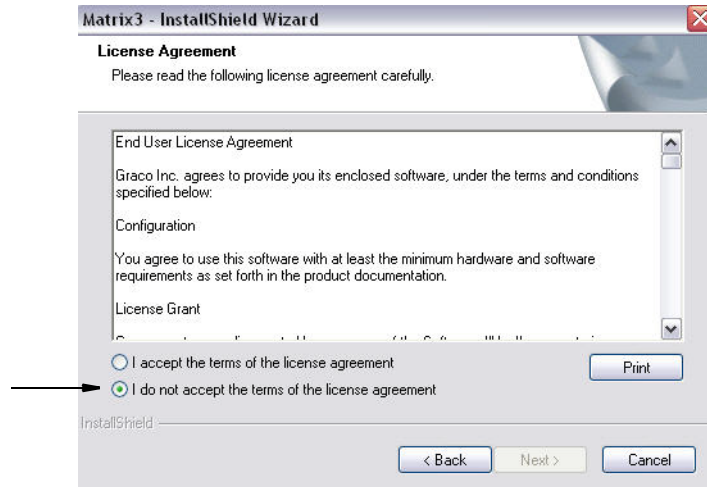 Matrix3 - InstallShield Wizard
License Agreement
Please read the following license agreement carefully.
End User License Agreement
Graco Inc. agrees to provide you its enclosed software, under the terms and conditions
specified below:
Configuration
You agree to use this software with at least the minimum hardware and software
requirements as set forth in the product documentation.
License Grant
I accept the terms of the license agreement
Print
I do not accept the terms of the license agreement
InstallShield
< Back
Next >
Cancel